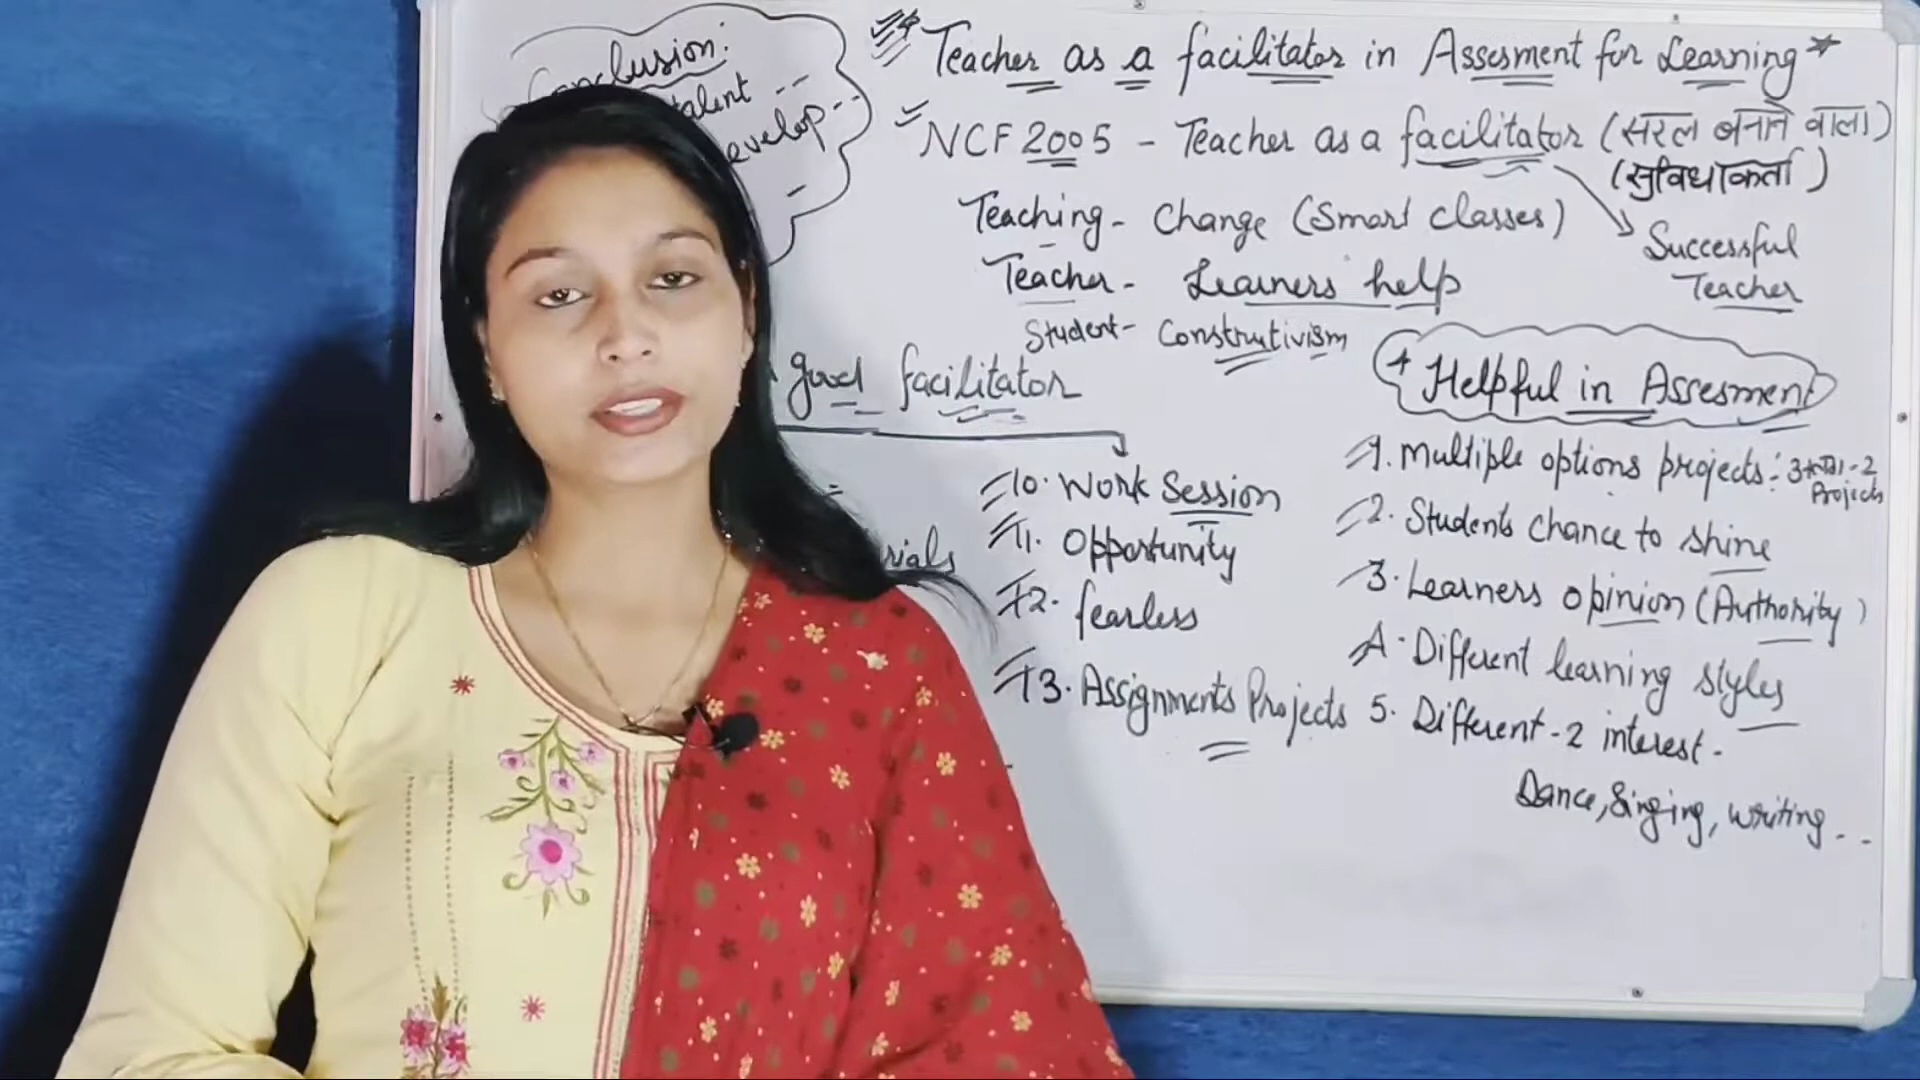 Conclusion:
talent
evelop
Teacher as a facilitator in Assesment for Learning
NCF 2005 - Teacher as a facilitator (सरल बनाने वाला)
(सुविधाकर्ता)
Teaching - Change (Smart Classes)
Successful
Teacher
Teacher - Learners help
Student - Construtivism
good facilitator
rials
10. Work Session
11. Opportunity
12. fearless
13. Assignments Projects
Helpful in Assesment
1. Multiple options projects:
Projects
2. Students chance to shine
3. Learners opinion (Authority)
4. Different learning styles
5. Different-2 interest.
Dance, Singing, writing..